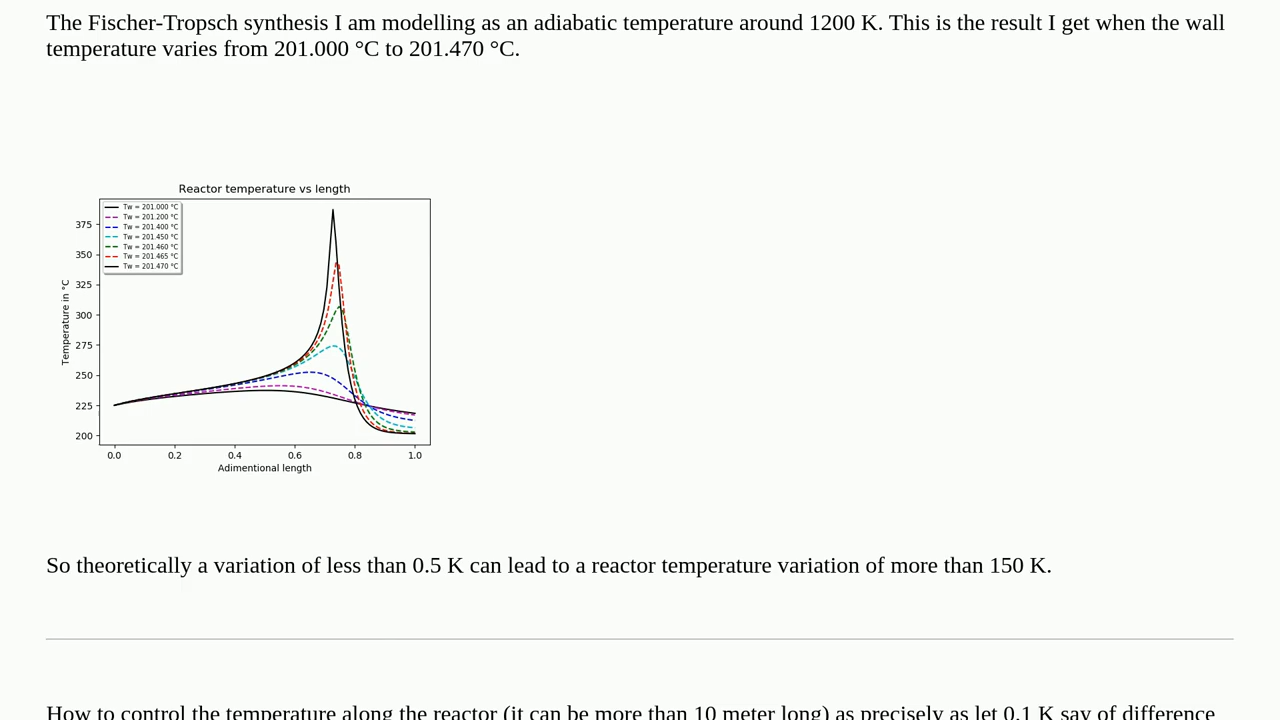 The Fischer-Tropsch synthesis I am modelling as an adiabatic temperature around 1200 K. This is the result I get when the wall
temperature varies from 201.000 °C to 201.470 °C.
Reactor temperature vs length
Tw = 201.000 °C
Tw = 201.200 °C
Tw = 201.400 °C
Tw = 201.450 °C
Tw = 201.460 °C
Tw = 201.465 °C
Tw = 201.470 °C
Temperature in °C
375
350
325
300
275
250
225
200
0.0 0.2 0.4 0.6 0.8 1.0
Adimentional length
So theoretically a variation of less than 0.5 K can lead to a reactor temperature variation of more than 150 K.
How to control the temperature along the reactor (it can be more than 10 meter long) as precisely as let 0.1 K say of difference